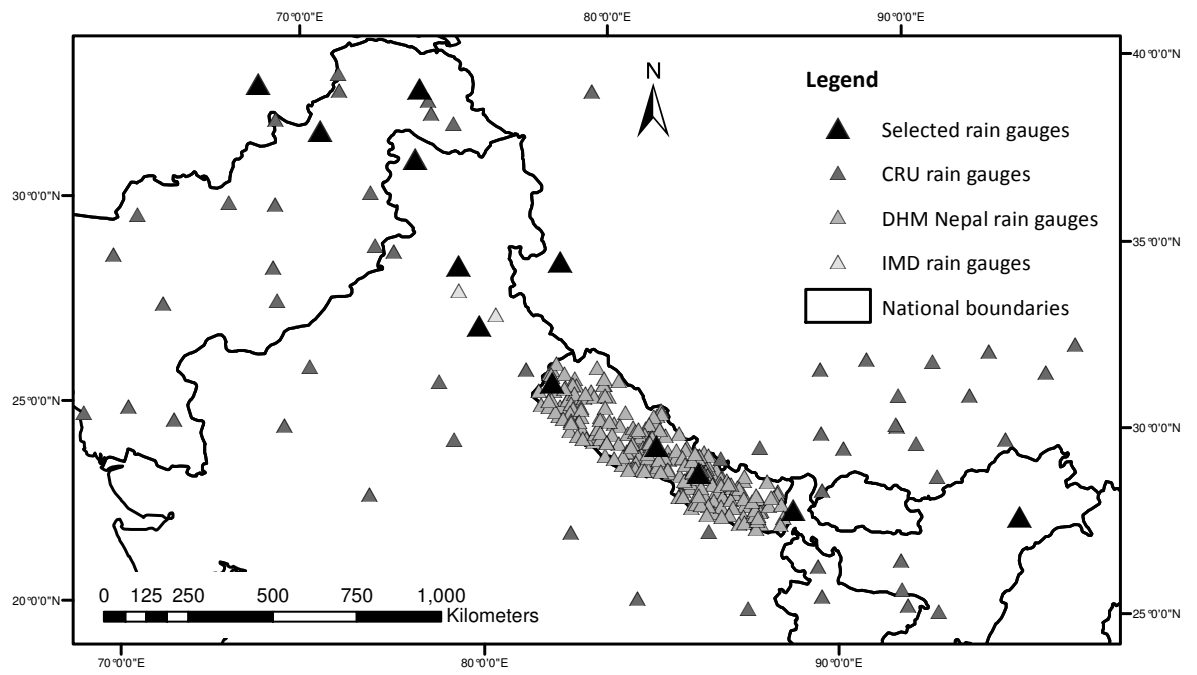 70°0'0"E 80°0'0"E 90°0'0"E
40°0'0"N
N
Legend
Selected rain gauges
CRU rain gauges
30°0'0"N
DHM Nepal rain gauges
35°0'0"N
IMD rain gauges
National boundaries
25°0'0"N
30°0'0"N
0 125 250 500 750 1,000
20°0'0"N
Kilometers
25°0'0"N
70°0'0"E 80°0'0"E 90°0'0"E